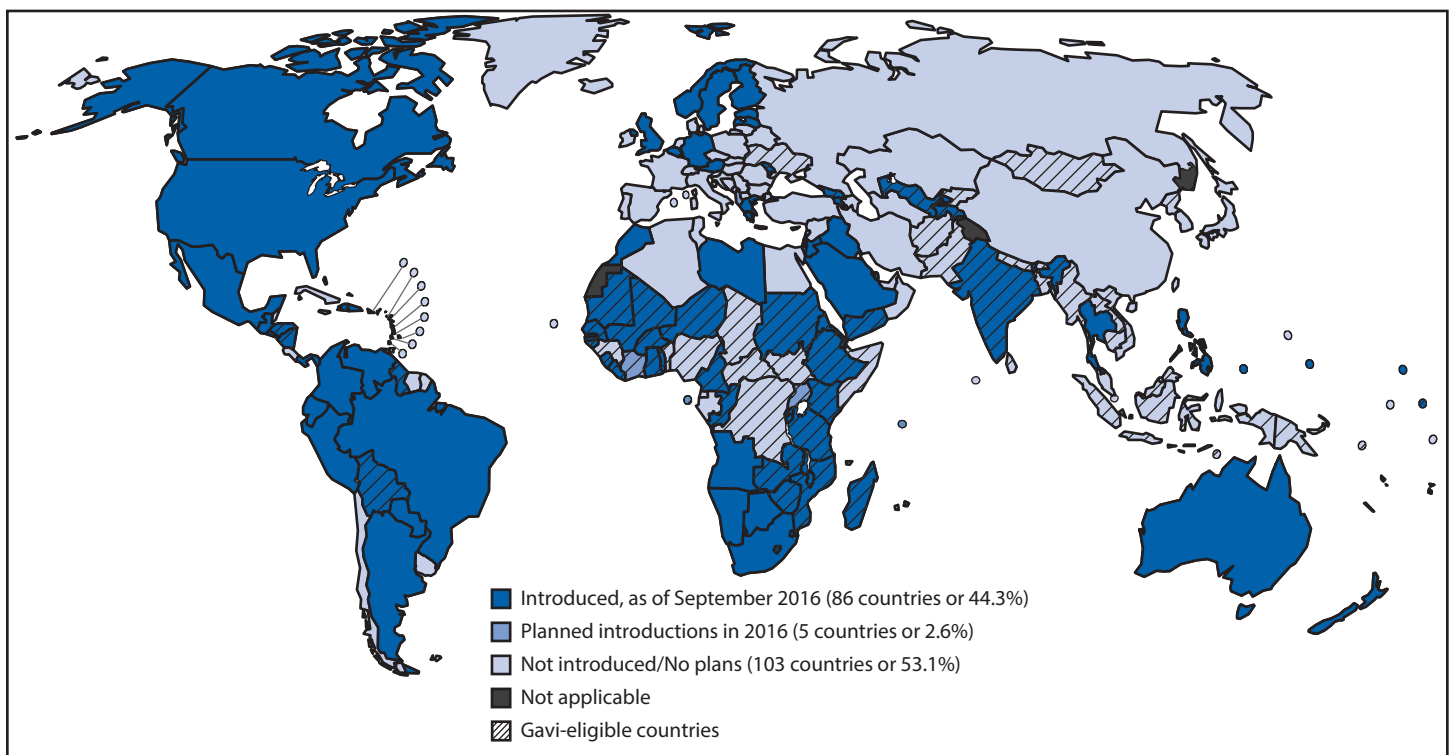 Introduced, as of September 2016 (86 countries or 44.3%)
Planned introductions in 2016 (5 countries or 2.6%)
Not introduced/No plans (103 countries or 53.1%)
Not applicable
Gavi-eligible countries